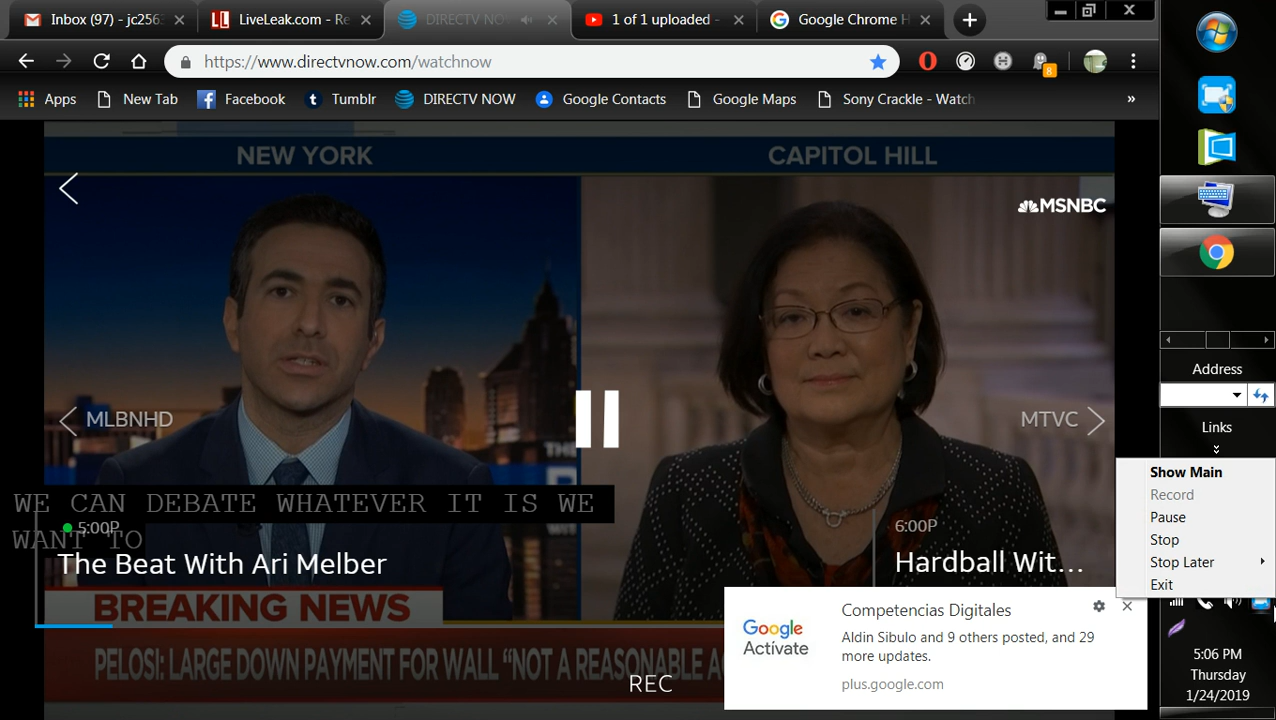 Inbox (97) - jc256
LiveLeak.com - Re
DIRECTV NOW
1 of 1 uploaded -
Google Chrome H
https://www.directvnow.com/watchnow
8
Apps
New Tab
Facebook
Tumblr
DIRECTV NOW
Google Contacts
Google Maps
Sony Crackle - Watch
»
NEW YORK
CAPITOL HILL
MSNBC
MLBNHD
MTVC
WE CAN DEBATE WHATEVER IT IS WE
WANT TO
5:00P
The Beat With Ari Melber
6:00P
Hardball Wit...
BREAKING NEWS
PELOSI: LARGE DOWN PAYMENT FOR WALL "NOT A REASONABLE
REC
Google
Activate
Competencias Digitales
Aldin Sibulo and 9 others posted, and 29
more updates.
plus.google.com
Address
Links
Show Main
Record
Pause
Stop
Stop Later
Exit
5:06 PM
Thursday
1/24/2019